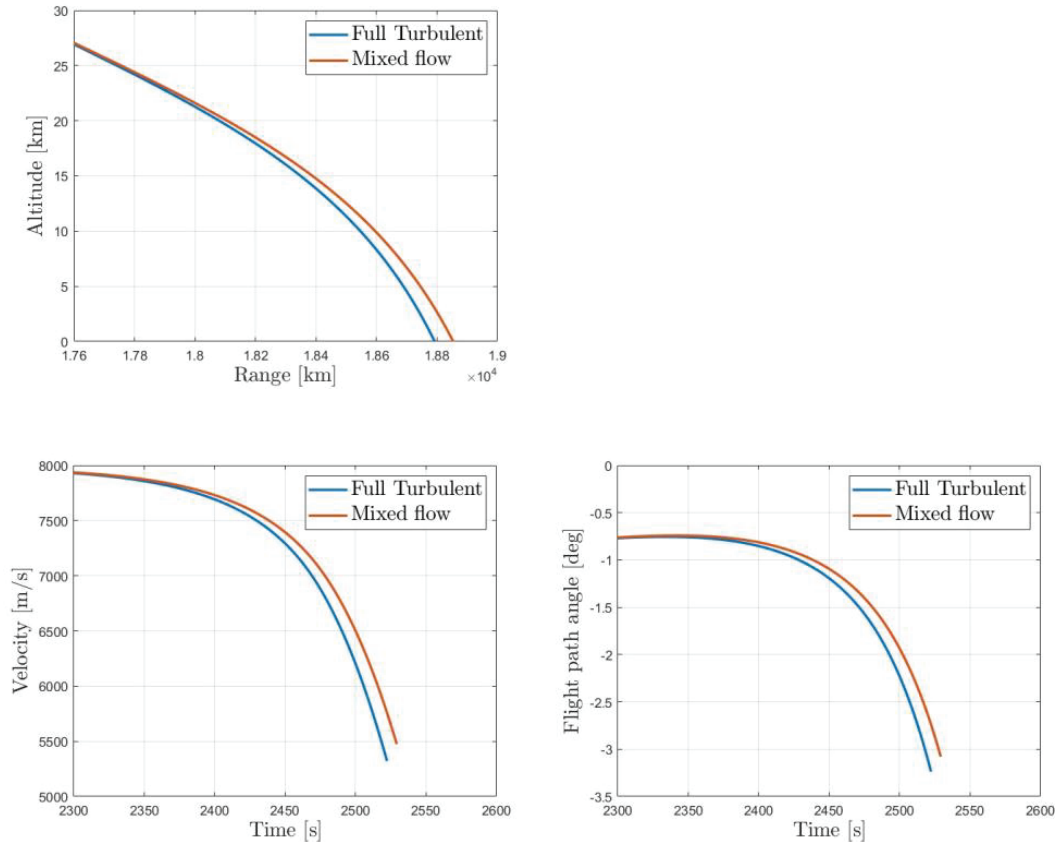 30
25
20
15
10
5
0
Altitude [km]
Full Turbulent
Mixed flow
1.76 1.78 1.8 1.82 1.84 1.86 1.88 1.9
Range [km]
×10⁴
8000
7500
7000
6500
6000
5500
5000
Velocity [m/s]
Full Turbulent
Mixed flow
2300 2350 2400 2450 2500 2550 2600
Time [s]
0
-0.5
-1
-1.5
-2
-2.5
-3
-3.5
Flight path angle [deg]
Full Turbulent
Mixed flow
2300 2350 2400 2450 2500 2550 2600
Time [s]